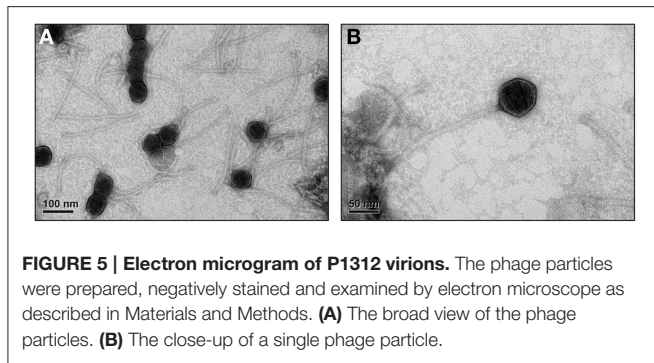 A
B
100 nm
50 nm
FIGURE 5 | Electron microgram of P1312 virions. The phage particles
were prepared, negatively stained and examined by electron microscope as
described in Materials and Methods. (A) The broad view of the phage
particles. (B) The close-up of a single phage particle.